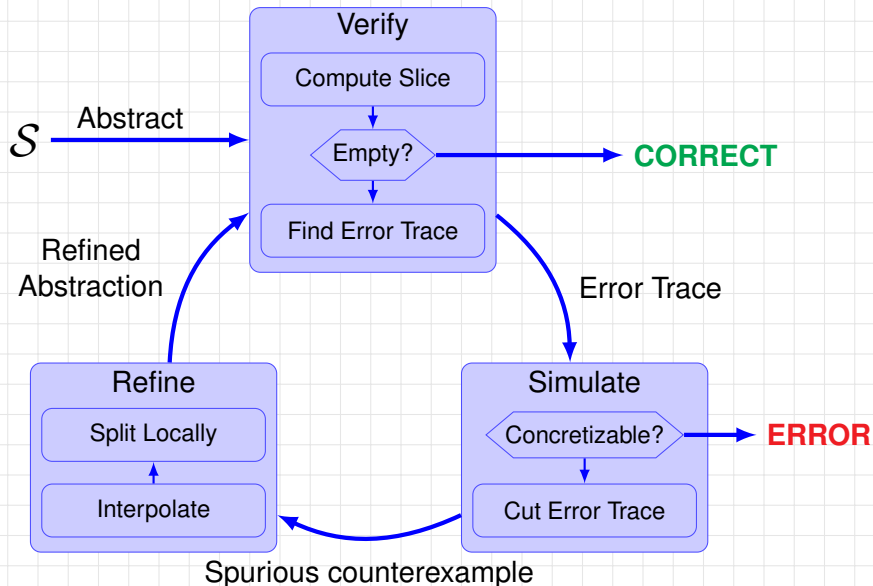 Verify
Compute Slice
Abstract
𝒮
Empty?
CORRECT
Find Error Trace
Refined
Abstraction
Error Trace
Refine
Simulate
Split Locally
Concretizable?
ERROR
Interpolate
Cut Error Trace
Spurious counterexample